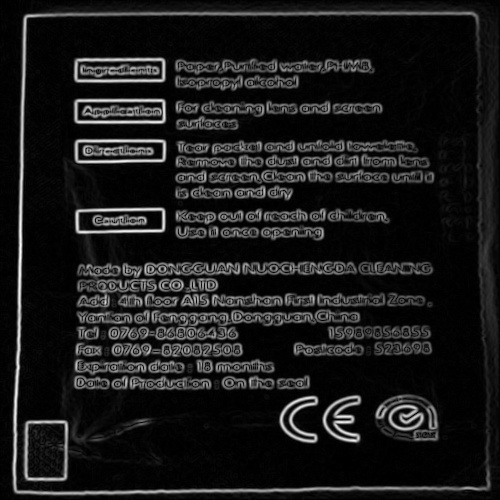 Ingredients Paper, Purified water, PHMB,
Isopropyl alcohol
Application For cleaning lens and screen
surfaces
Directions Tear packet and unfold towelette,
Remove the dust and dirt from lens
and screen, Clean the surface until it
is clean and dry
Caution Keep out of reach of children,
Use it once opening
Made by DONGGUAN NUOCHENGDA CLEANING
PRODUCTS CO.,LTD
Add: 4th floor A15 Nanshan First Industrial Zone,
Yantian of Fenggang, Dongguan, China
Tel: 0769-86806436 15989856855
Fax: 0769-82082508 Postcode: 523698
Expiration date: 18 months
Date of Production: On the seal
CE